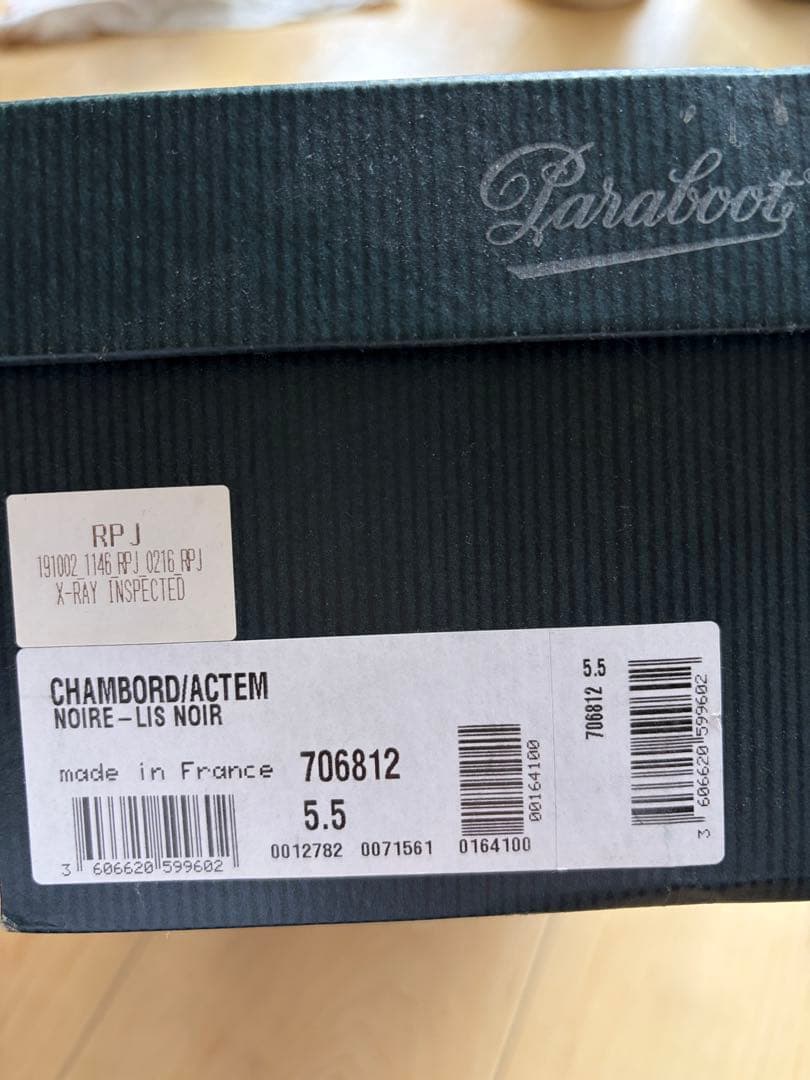 Paraboot
RPJ
191002_1146_RPJ_0216_RPJ
X-RAY INSPECTED
CHAMBORD/ACTEM
NOIRE-LIS NOIR
made in France 706812
5.5
3 606620 599602
0012782 0071561 0164100
00164100
5.5
706812
3 606620 599602